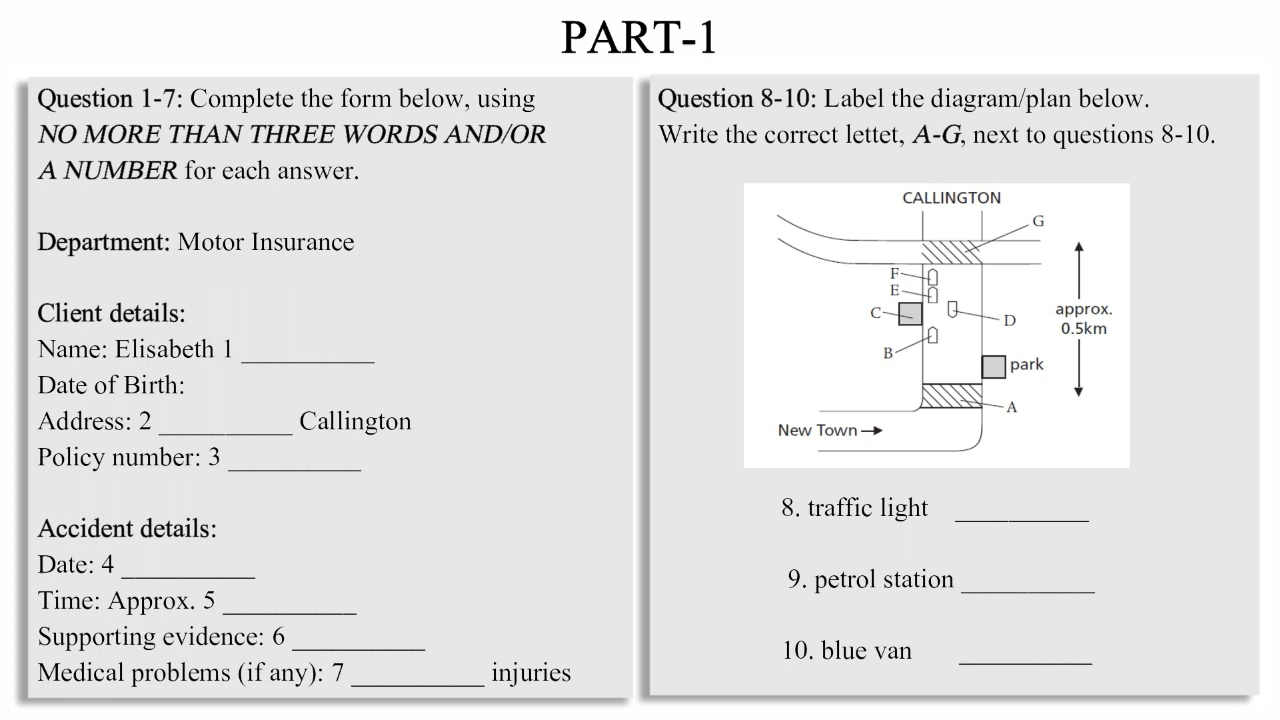 PART-1
Question 1-7: Complete the form below, using
NO MORE THAN THREE WORDS AND/OR
A NUMBER for each answer.
Department: Motor Insurance
Client details:
Name: Elisabeth 1 __________
Date of Birth:
Address: 2 __________ Callington
Policy number: 3 __________
Accident details:
Date: 4 __________
Time: Approx. 5 __________
Supporting evidence: 6 __________
Medical problems (if any): 7 __________ injuries
Question 8-10: Label the diagram/plan below.
Write the correct lettet, A-G, next to questions 8-10.
CALLINGTON
G
F
E
C
D
approx.
0.5km
B
park
A
New Town
8. traffic light __________
9. petrol station __________
10. blue van __________